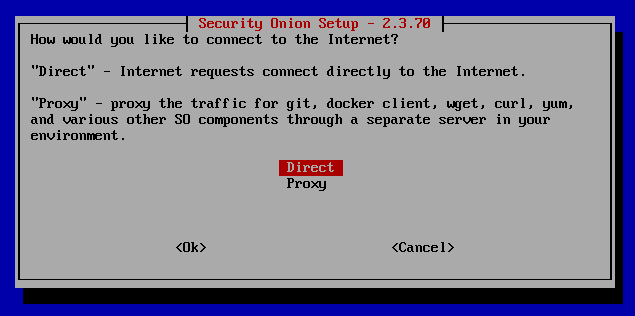 Security Onion Setup - 2.3.70
How would you like to connect to the Internet?
"Direct" - Internet requests connect directly to the Internet.
"Proxy" - proxy the traffic for git, docker client, wget, curl, yum,
and various other SO components through a separate server in your
environment.
Direct
Proxy
<Ok> <Cancel>